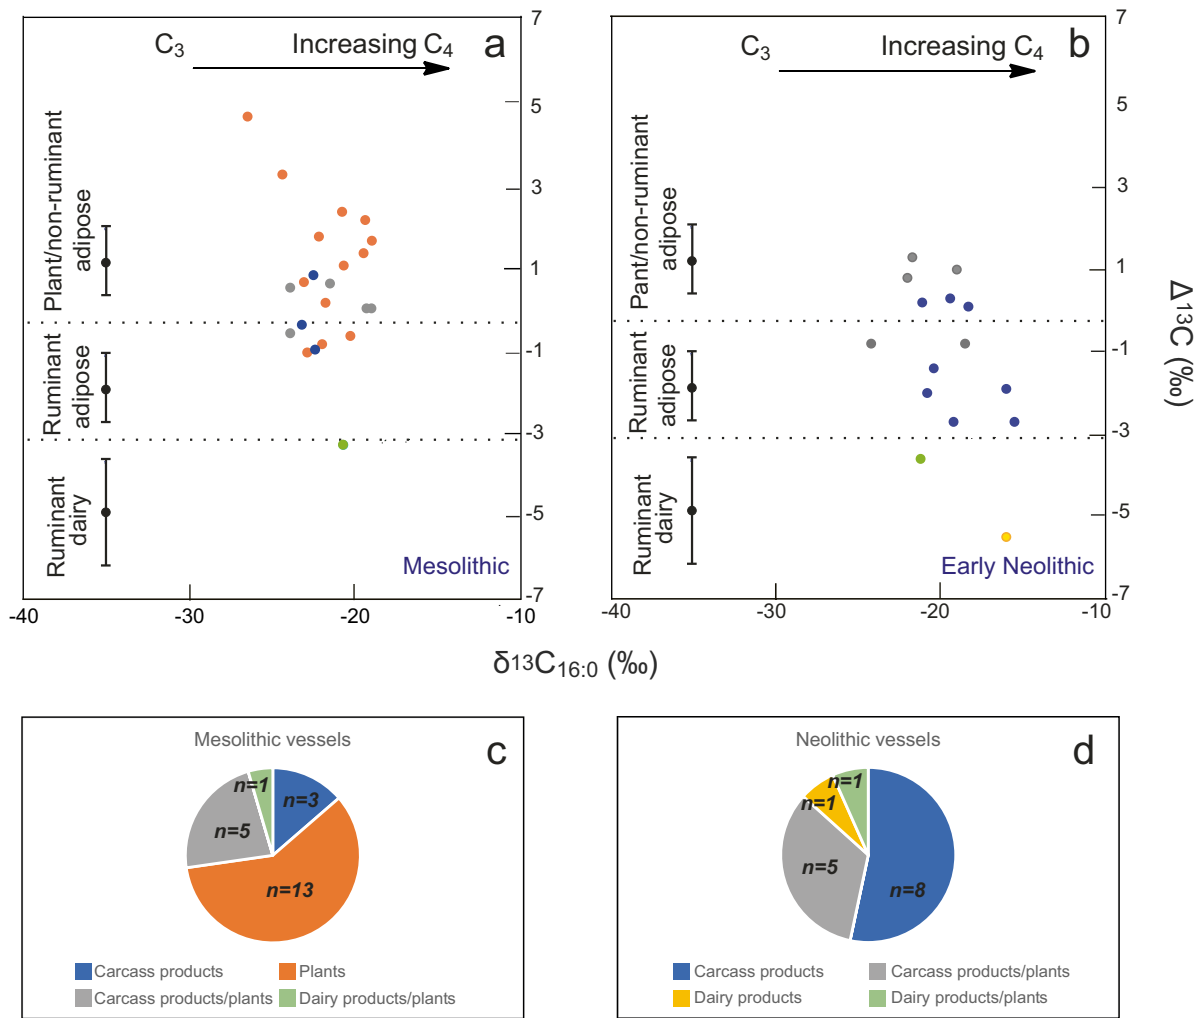 C₃ Increasing C₄ a
7
5
3
1
-1
-3
-5
-7
Plant/non-ruminant
adipose
Ruminant
adipose
Ruminant
dairy
Mesolithic
-40 -30 -20 -10
C₃ Increasing C₄ b
7
5
3
1
-1
-3
-5
-7
Pant/non-ruminant
adipose
Ruminant
adipose
Ruminant
dairy
Early Neolithic
-40 -30 -20 -10
Δ¹³C (‰)
δ13C₁₆:₀ (‰)
Mesolithic vessels c
n=1
n=3
n=5
n=13
Carcass products Plants
Carcass products/plants Dairy products/plants
Neolithic vessels d
n=1
n=1
n=5
n=8
Carcass products Carcass products/plants
Dairy products Dairy products/plants